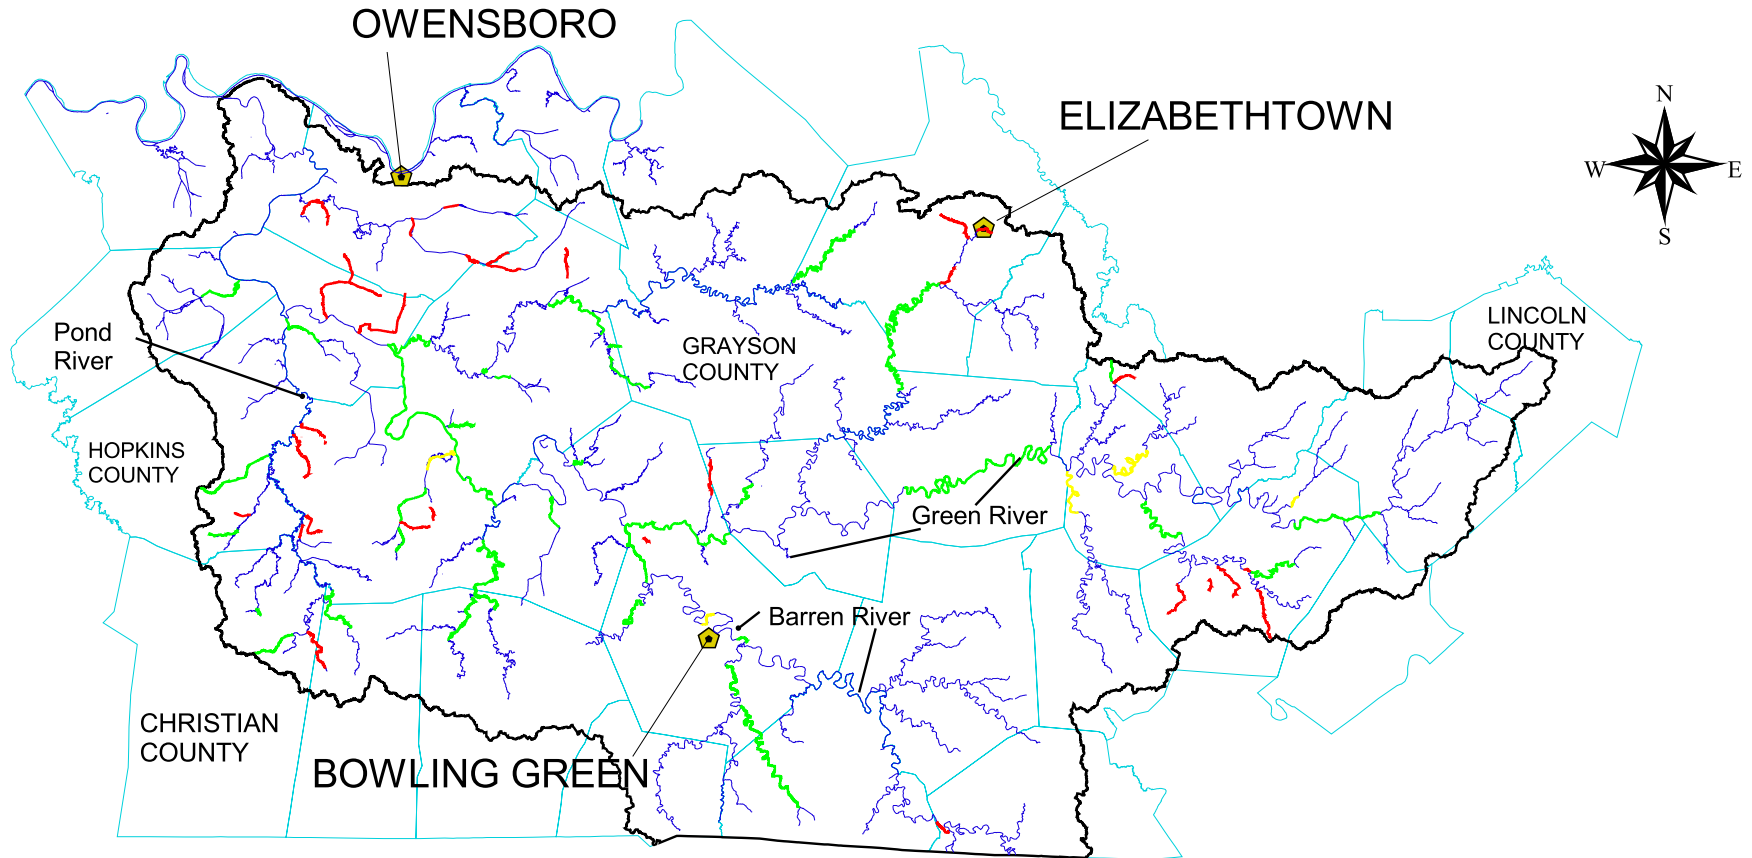 OWENSBORO
ELIZABETHTOWN
N
W
E
S
LINCOLN
COUNTY
Pond
River
GRAYSON
COUNTY
HOPKINS
COUNTY
Green River
Barren River
CHRISTIAN
COUNTY
BOWLING GREEN